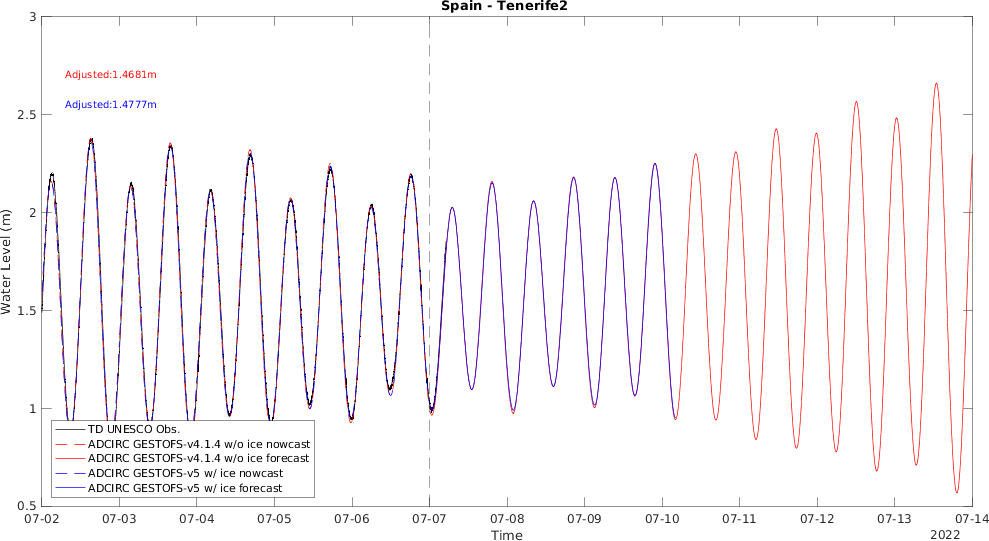 Spain - Tenerife2
3
Adjusted:1.4681m
Adjusted:1.4777m
2.5
2
1.5
1
0.5
Water Level (m)
TD UNESCO Obs.
ADCIRC GESTOFS-v4.1.4 w/o ice nowcast
ADCIRC GESTOFS-v4.1.4 w/o ice forecast
ADCIRC GESTOFS-v5 w/ ice nowcast
ADCIRC GESTOFS-v5 w/ ice forecast
07-02 07-03 07-04 07-05 07-06 07-07 07-08 07-09 07-10 07-11 07-12 07-13 07-14
Time
2022